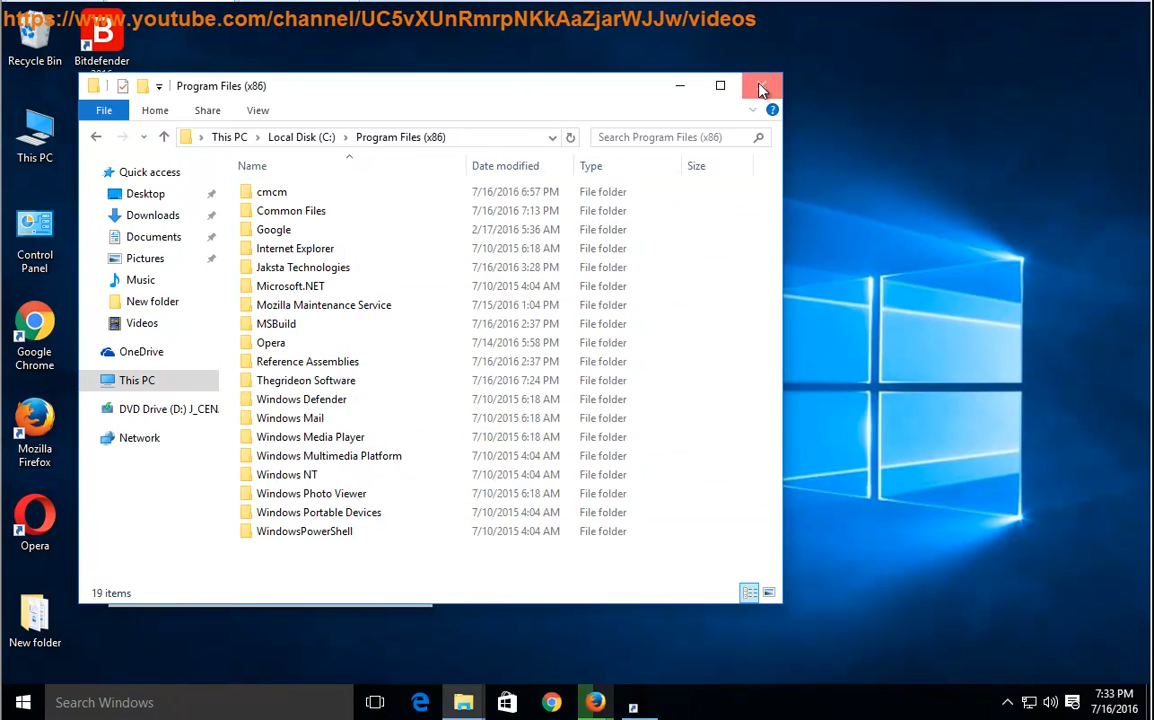 https://www.youtube.com/channel/UC5vXUnRmrpNKkAaZjarWJJw/videos
Recycle Bin
Bitdefender
This PC
Control
Panel
Google
Chrome
Mozilla
Firefox
Opera
New folder
Program Files (x86)
File Home Share View
This PC Local Disk (C:) Program Files (x86) Search Program Files (x86)
Quick access
Desktop
Downloads
Documents
Pictures
Music
New folder
Videos
OneDrive
This PC
DVD Drive (D:) J_CEN
Network
Name Date modified Type Size
cmcm 7/16/2016 6:57 PM File folder
Common Files 7/16/2016 7:13 PM File folder
Google 2/17/2016 5:36 AM File folder
Internet Explorer 7/10/2015 6:18 AM File folder
Jaksta Technologies 7/16/2016 3:28 PM File folder
Microsoft.NET 7/10/2015 4:04 AM File folder
Mozilla Maintenance Service 7/15/2016 1:04 PM File folder
MSBuild 7/16/2016 2:37 PM File folder
Opera 7/14/2016 5:58 PM File folder
Reference Assemblies 7/16/2016 2:37 PM File folder
Thegrideon Software 7/16/2016 7:24 PM File folder
Windows Defender 7/10/2015 6:18 AM File folder
Windows Mail 7/10/2015 6:18 AM File folder
Windows Media Player 7/10/2015 6:18 AM File folder
Windows Multimedia Platform 7/10/2015 4:04 AM File folder
Windows NT 7/10/2015 4:04 AM File folder
Windows Photo Viewer 7/10/2015 6:18 AM File folder
Windows Portable Devices 7/10/2015 4:04 AM File folder
WindowsPowerShell 7/10/2015 4:04 AM File folder
19 items
Search Windows
7:33 PM
7/16/2016